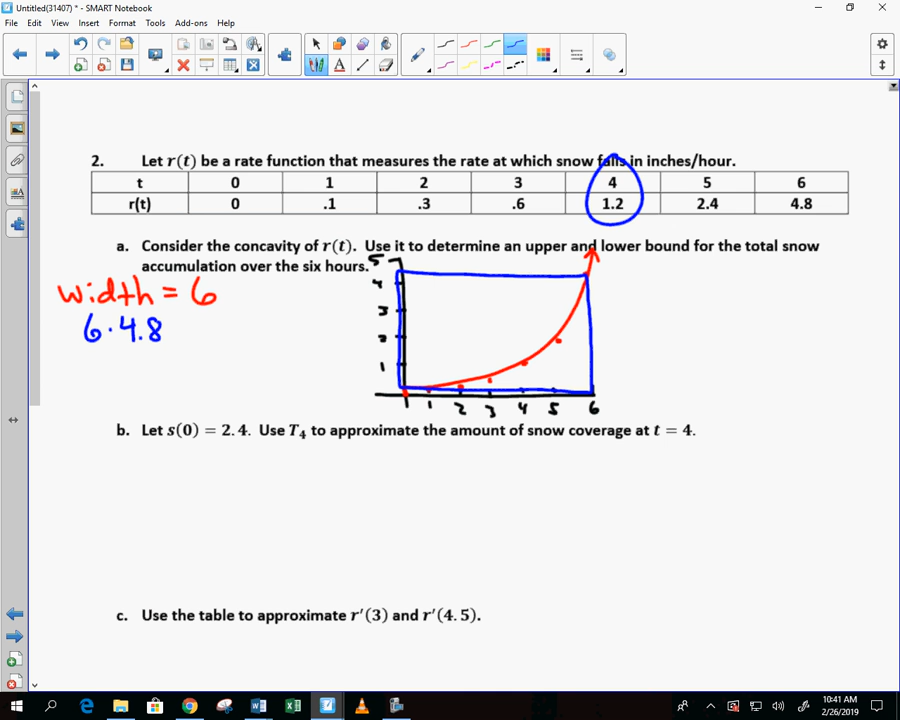 Untitled(31407) * - SMART Notebook
File Edit View Insert Format Tools Add-ons Help
2. Let r(t) be a rate function that measures the rate at which snow falls in inches/hour.
t 0 1 2 3 4 5 6
r(t) 0 .1 .3 .6 1.2 2.4 4.8
a. Consider the concavity of r(t). Use it to determine an upper and lower bound for the total snow
accumulation over the six hours.
width = 6
6·4.8
5
4
3
2
1
1 2 3 4 5 6
b. Let s(0) = 2.4. Use T₄ to approximate the amount of snow coverage at t = 4.
c. Use the table to approximate r′(3) and r′(4.5).
10:41 AM
2/26/2019